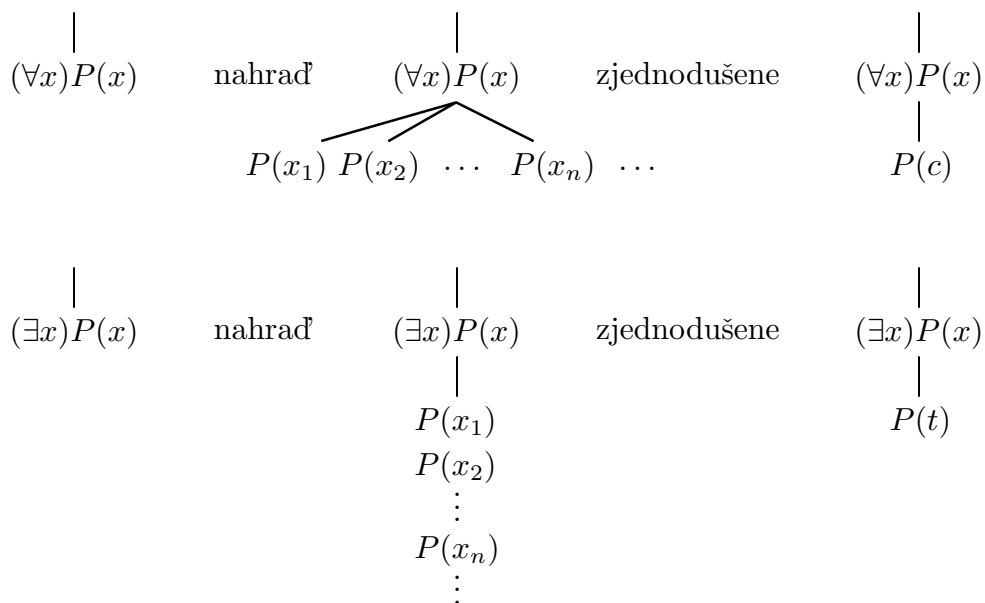 (∀x)P(x) nahraď (∀x)P(x) zjednodušene (∀x)P(x)
P(x₁) P(x₂) ⋯ P(xₙ) ⋯ P(c)
(∃x)P(x) nahraď (∃x)P(x) zjednodušene (∃x)P(x)
P(x₁) P(t)
P(x₂)
⋮
P(xₙ)
⋮